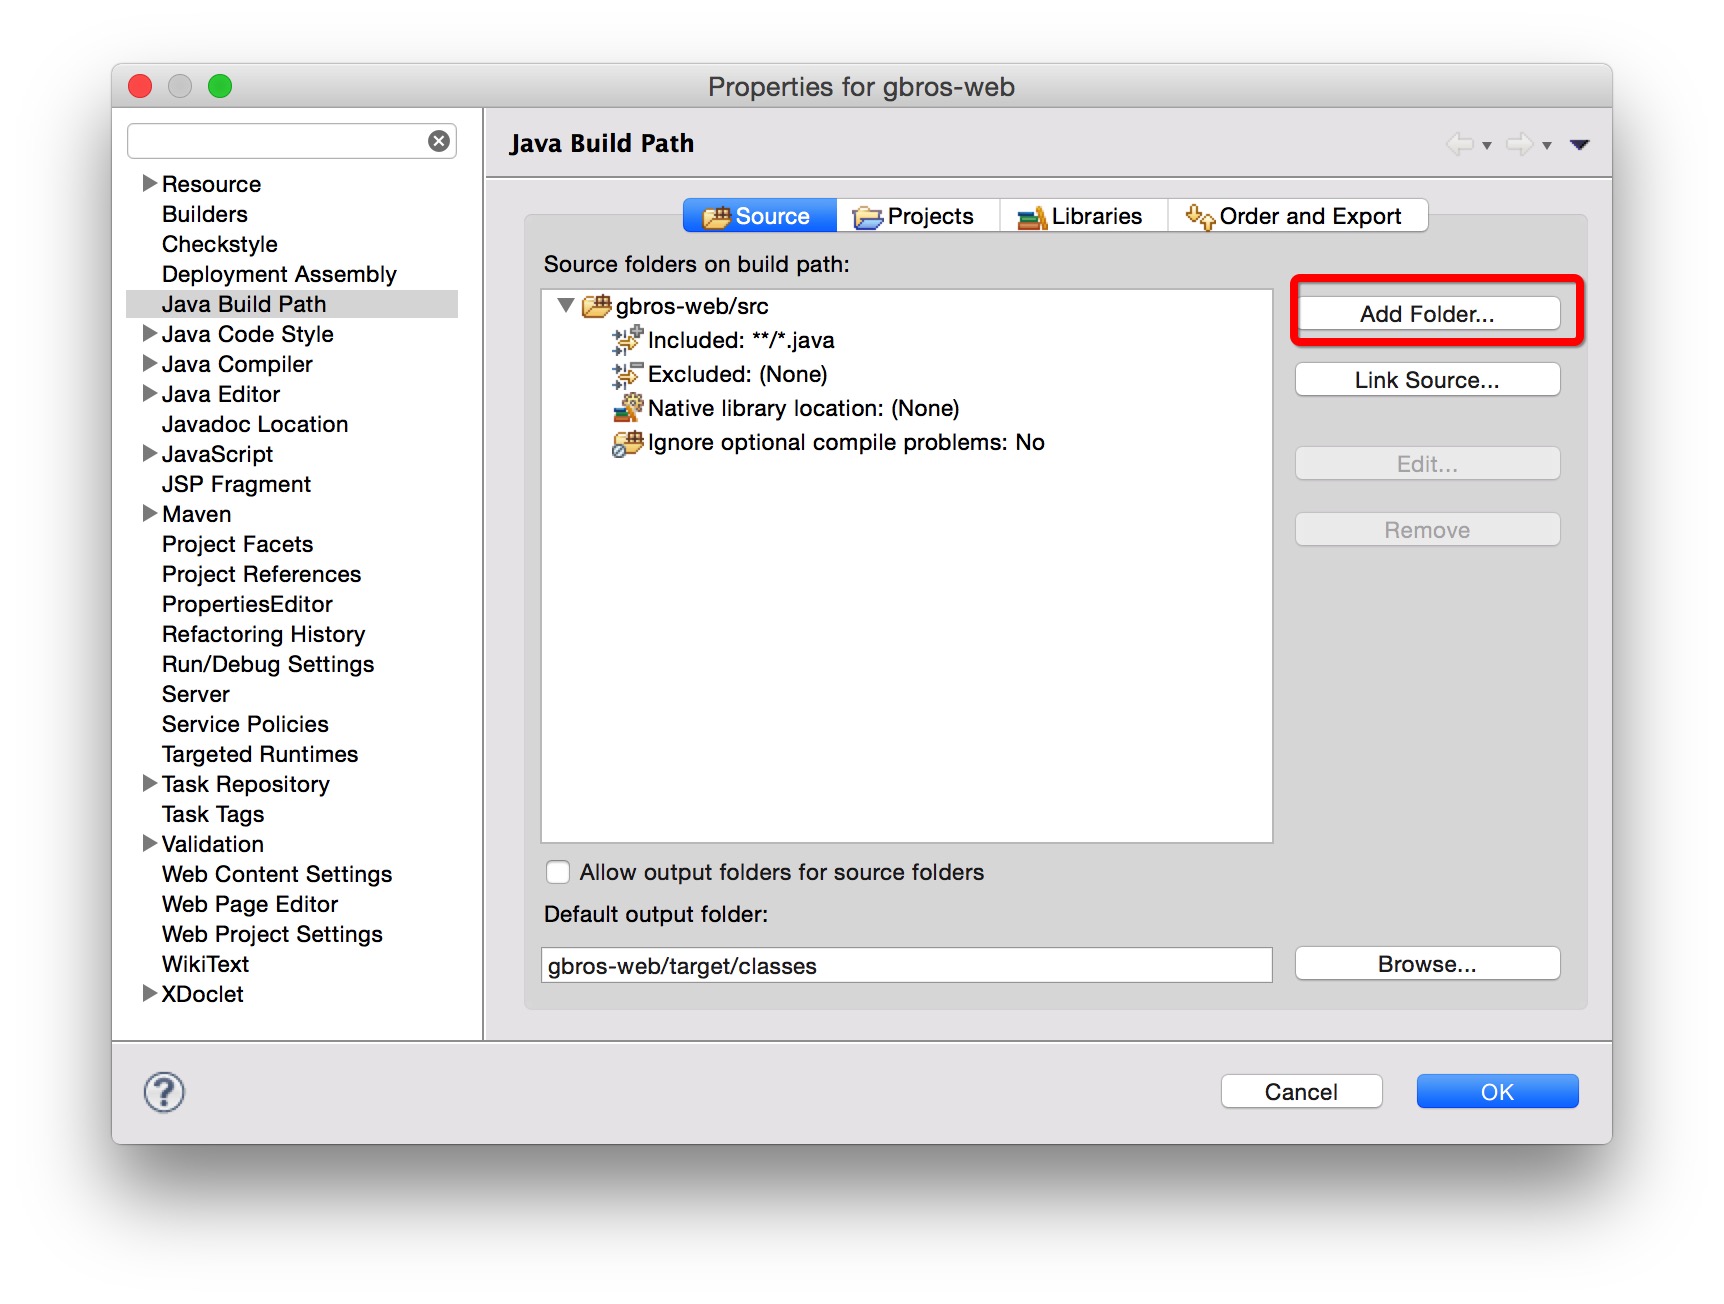 Properties for gbros-web
Resource
Builders
Checkstyle
Deployment Assembly
Java Build Path
Java Code Style
Java Compiler
Java Editor
Javadoc Location
JavaScript
JSP Fragment
Maven
Project Facets
Project References
PropertiesEditor
Refactoring History
Run/Debug Settings
Server
Service Policies
Targeted Runtimes
Task Repository
Task Tags
Validation
Web Content Settings
Web Page Editor
Web Project Settings
WikiText
XDoclet
Java Build Path
Source Projects Libraries Order and Export
Source folders on build path:
gbros-web/src
Included: **/*.java
Excluded: (None)
Native library location: (None)
Ignore optional compile problems: No
Add Folder...
Link Source...
Edit...
Remove
Allow output folders for source folders
Default output folder:
gbros-web/target/classes
Browse...
?
Cancel
OK